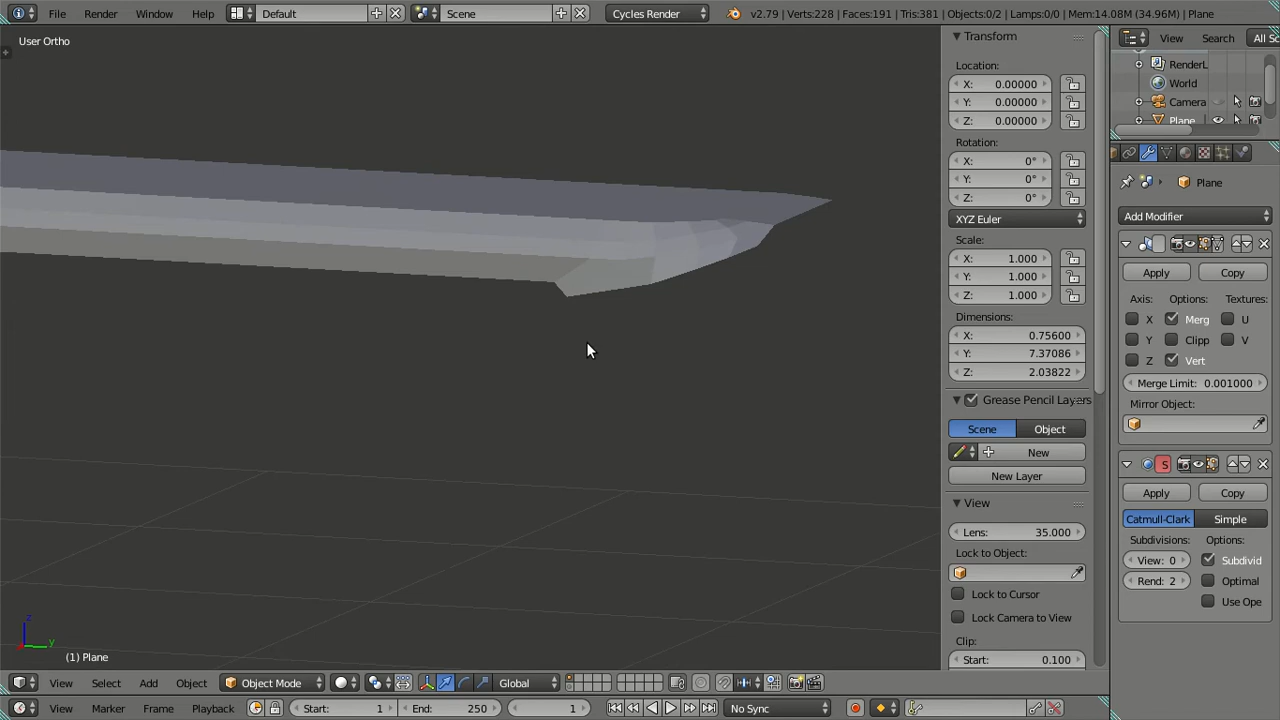 File Render Window Help Default Scene Cycles Render v2.79 | Verts:228 | Faces:191 | Tris:381 | Objects:0/2 | Lamps:0/0 | Mem:14.08M (34.96M) | Plane
User Ortho
Transform
Location:
X: 0.00000
Y: 0.00000
Z: 0.00000
Rotation:
X: 0°
Y: 0°
Z: 0°
XYZ Euler
Scale:
X: 1.000
Y: 1.000
Z: 1.000
Dimensions:
X: 0.75600
Y: 7.37086
Z: 2.03822
Grease Pencil Layers
Scene Object
New
New Layer
View
Lens: 35.000
Lock to Object:
Lock to Cursor
Lock Camera to View
Clip:
Start: 0.100
View Search All Sc
RenderL
World
Camera
Plane
Plane
Add Modifier
Apply Copy
Axis: Options: Textures:
X Merg U
Y Clipp V
Z Vert
Merge Limit: 0.001000
Mirror Object:
S
Apply Copy
Catmull-Clark Simple
Subdivisions: Options:
View: 0 Subdivid
Rend: 2 Optimal
Use Ope
z
y
(1) Plane
View Select Add Object Object Mode Global
View Marker Frame Playback Start: 1 End: 250 1 No Sync